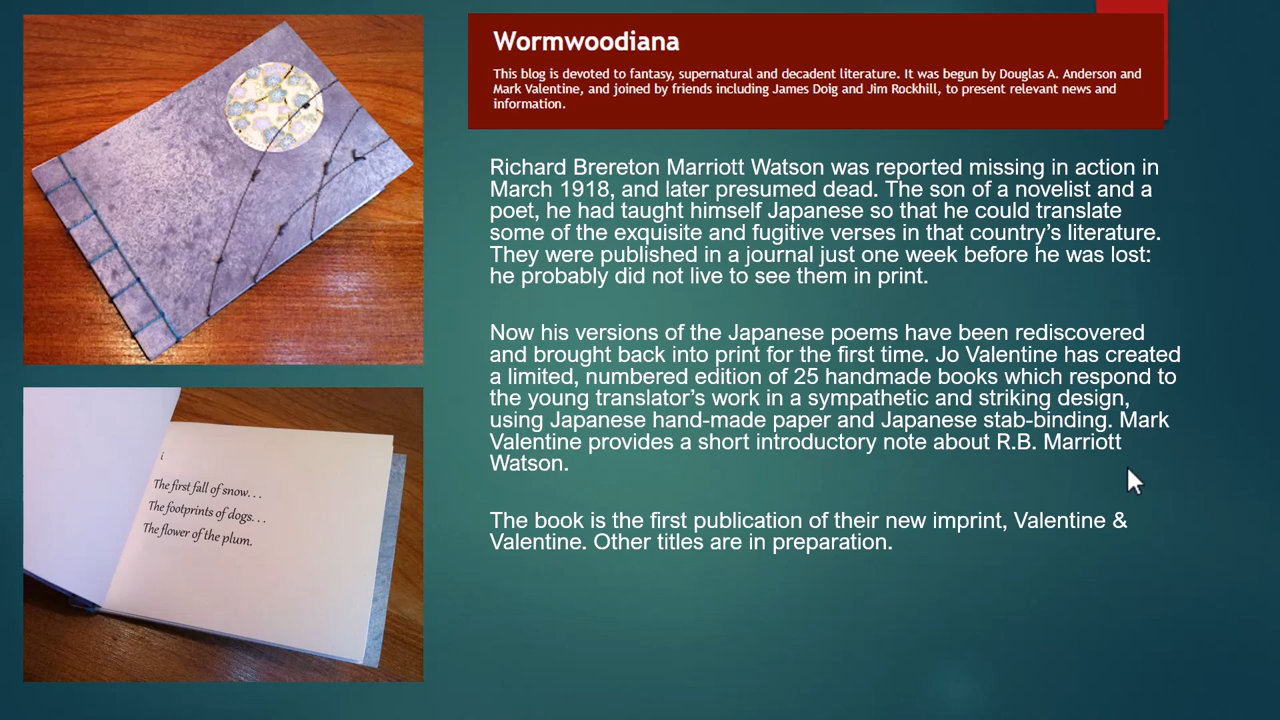 Wormwoodiana
This blog is devoted to fantasy, supernatural and decadent literature. It was begun by Douglas A. Anderson and
Mark Valentine, and joined by friends including James Doig and Jim Rockhill, to present relevant news and
information.
Richard Brereton Marriott Watson was reported missing in action in
March 1918, and later presumed dead. The son of a novelist and a
poet, he had taught himself Japanese so that he could translate
some of the exquisite and fugitive verses in that country’s literature.
They were published in a journal just one week before he was lost:
he probably did not live to see them in print.
Now his versions of the Japanese poems have been rediscovered
and brought back into print for the first time. Jo Valentine has created
a limited, numbered edition of 25 handmade books which respond to
the young translator’s work in a sympathetic and striking design,
using Japanese hand-made paper and Japanese stab-binding. Mark
Valentine provides a short introductory note about R.B. Marriott
Watson.
The book is the first publication of their new imprint, Valentine &
Valentine. Other titles are in preparation.
i
The first fall of snow. . .
The footprints of dogs. . .
The flower of the plum.